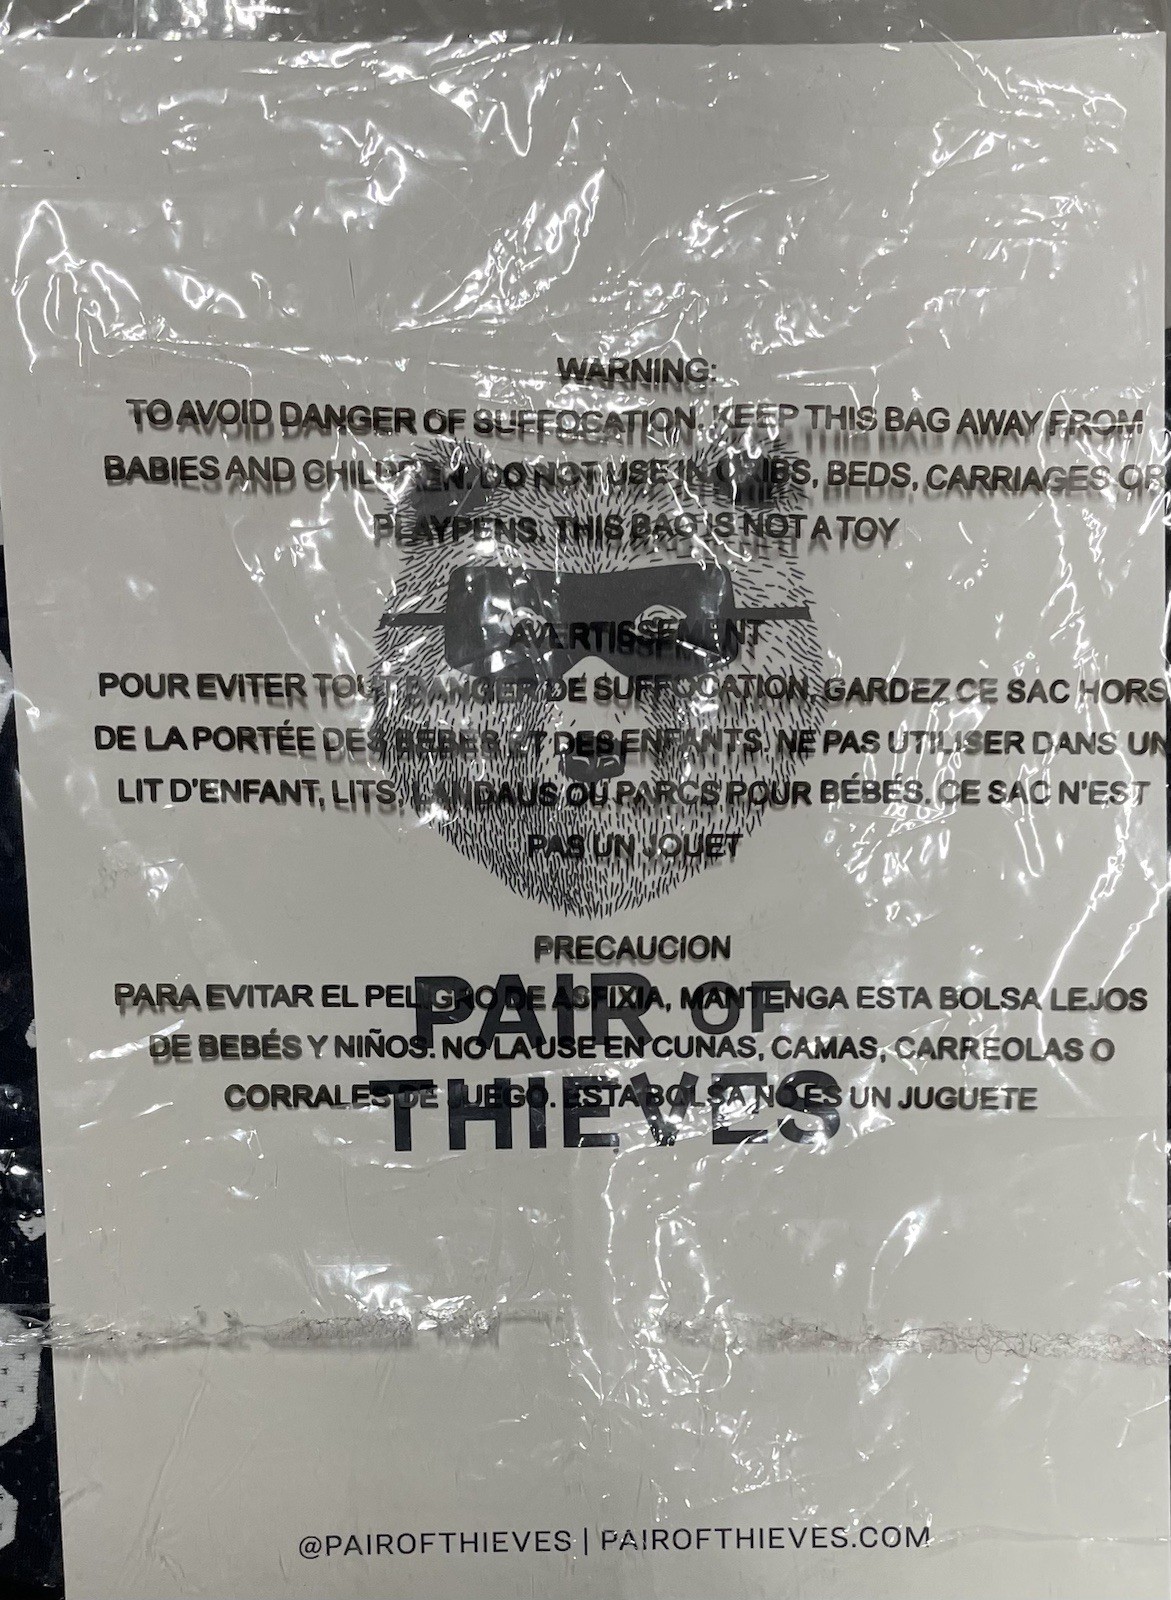 WARNING:
TO AVOID DANGER OF SUFFOCATION, KEEP THIS BAG AWAY FROM
BABIES AND CHILDREN. DO NOT USE IN CRIBS, BEDS, CARRIAGES OR
PLAYPENS. THIS BAG IS NOT A TOY
AVERTISSEMENT
POUR EVITER TOUT DANGER DE SUFFOCATION, GARDEZ CE SAC HORS
DE LA PORTÉE DES BÉBÉS ET DES ENFANTS. NE PAS UTILISER DANS UN
LIT D'ENFANT, LITS, LANDAUS OU PARCS POUR BÉBÉS. CE SAC N'EST
PAS UN JOUET
PRECAUCION
PARA EVITAR EL PELIGRO DE ASFIXIA, MANTENGA ESTA BOLSA LEJOS
DE BEBÉS Y NIÑOS. NO LA USE EN CUNAS, CAMAS, CARREOLAS O
CORRALES DE JUEGO. ESTA BOLSA NO ES UN JUGUETE
PAIR OF
THIEVES
@PAIROFTHIEVES | PAIROFTHIEVES.COM